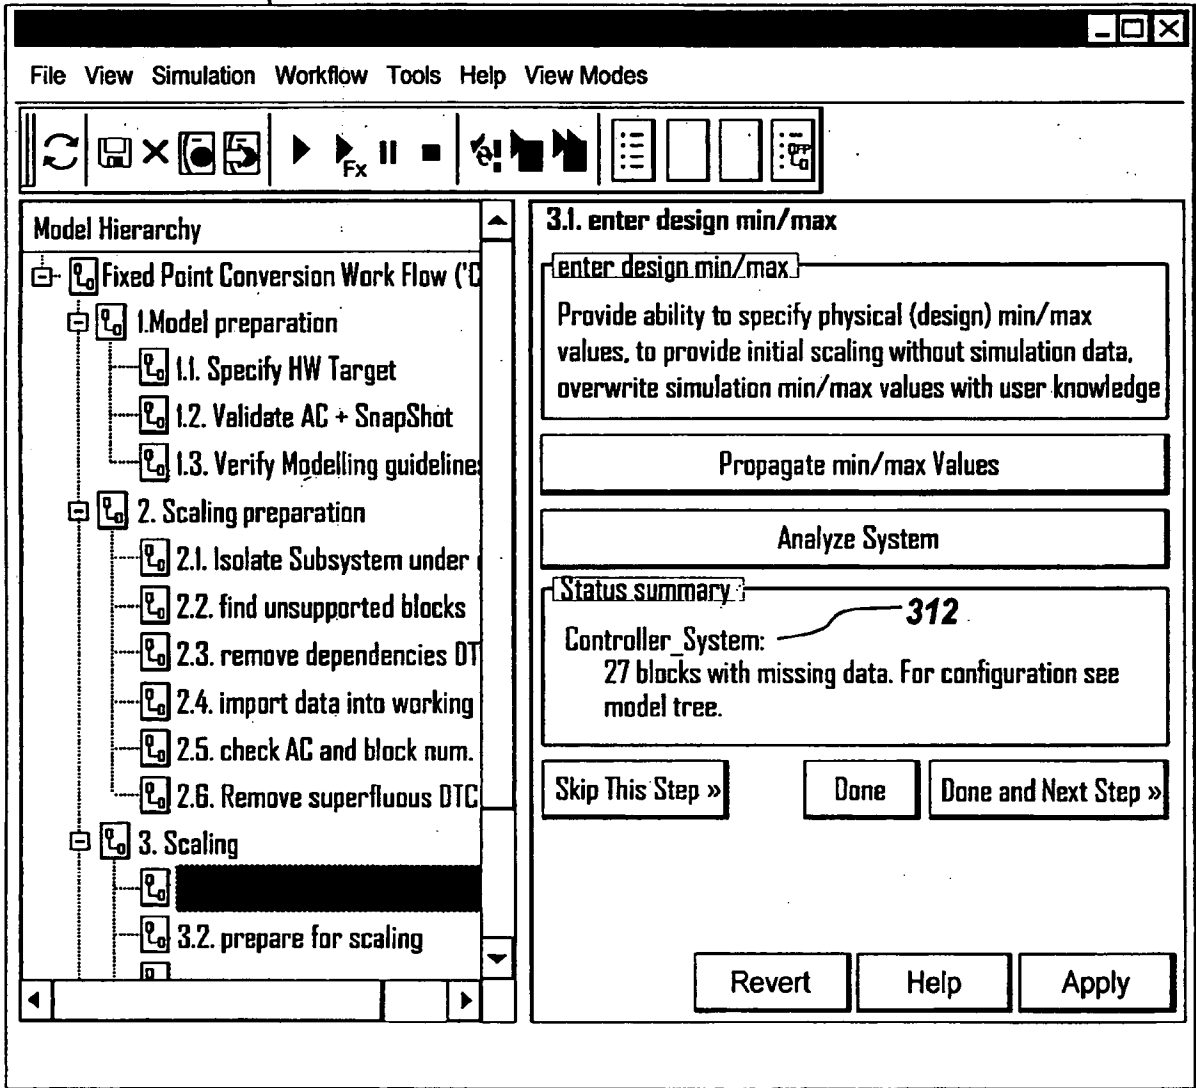 File View Simulation Workflow Tools Help View Modes
Fx
Model Hierarchy
Fixed Point Conversion Work Flow ('C
1.Model preparation
1.1. Specify HW Target
1.2. Validate AC + SnapShot
1.3. Verify Modelling guidelines
2. Scaling preparation
2.1. Isolate Subsystem under
2.2. find unsupported blocks
2.3. remove dependencies DT
2.4. import data into working
2.5. check AC and block num.
2.6. Remove superfluous DTC
3. Scaling
3.2. prepare for scaling
3.1. enter design min/max
enter design min/max
Provide ability to specify physical (design) min/max
values, to provide initial scaling without simulation data,
overwrite simulation min/max values with user knowledge
Propagate min/max Values
Analyze System
Status summary
312
Controller_System:
27 blocks with missing data. For configuration see
model tree.
Skip This Step » Done Done and Next Step »
Revert Help Apply